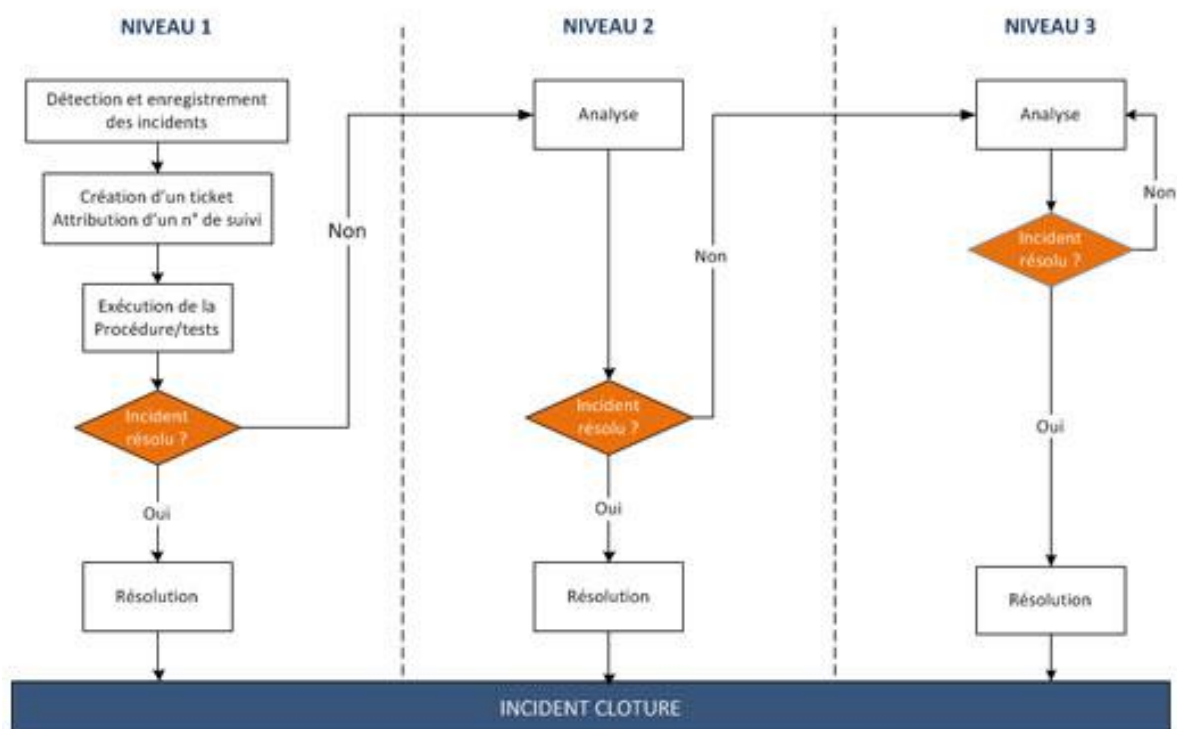 NIVEAU 1
Détection et enregistrement
des incidents
Création d'un ticket
Attribution d'un n° de suivi
Exécution de la
Procédure/tests
Incident
résolu ?
Non
Oui
Résolution
NIVEAU 2
Analyse
Incident
résolu ?
Non
Oui
Résolution
NIVEAU 3
Analyse
Non
Incident
résolu ?
Oui
Résolution
INCIDENT CLOTURE